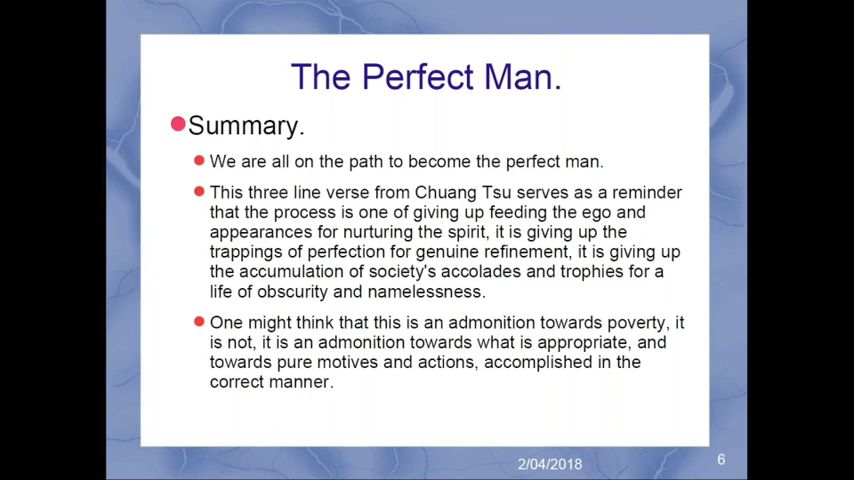 The Perfect Man.
Summary.
We are all on the path to become the perfect man.
This three line verse from Chuang Tsu serves as a reminder
that the process is one of giving up feeding the ego and
appearances for nurturing the spirit, it is giving up the
trappings of perfection for genuine refinement, it is giving up
the accumulation of society's accolades and trophies for a
life of obscurity and namelessness.
One might think that this is an admonition towards poverty, it
is not, it is an admonition towards what is appropriate, and
towards pure motives and actions, accomplished in the
correct manner.
2/04/2018
6